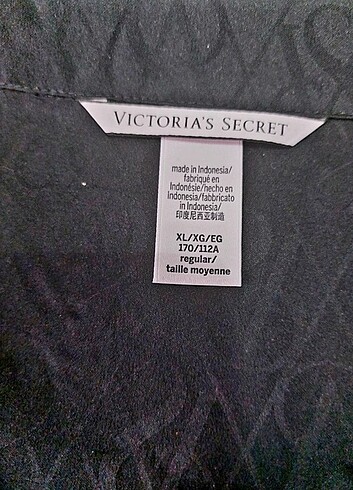 VICTORIA'S SECRET
made in Indonesia/
fabriqué en
Indonésie/hecho en
Indonesia/fabbricato
in Indonesia/
印度尼西亚制造
XL/XG/EG
170/112A
regular/
taille moyenne